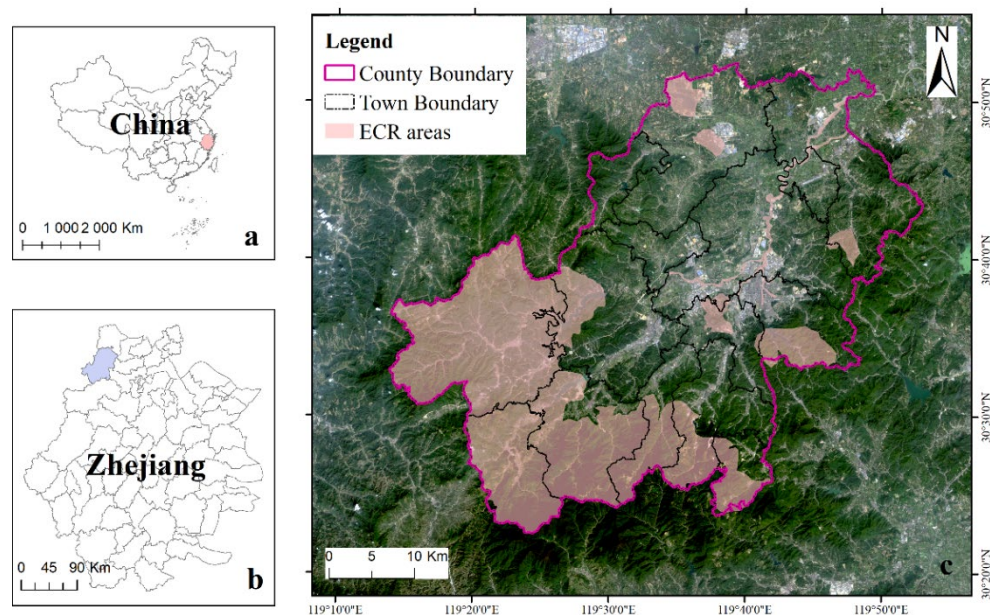 China
0 1 000 2 000 Km
a
Zhejiang
0 45 90 KM
b
Legend
County Boundary
Town Boundary
ECR areas
N
0 5 10 Km
c
30°50'0"N
30°40'0"N
30°30'0"N
30°20'0"N
119°10'0"E 119°20'0"E 119°30'0"E 119°40'0"E 119°50'0"E